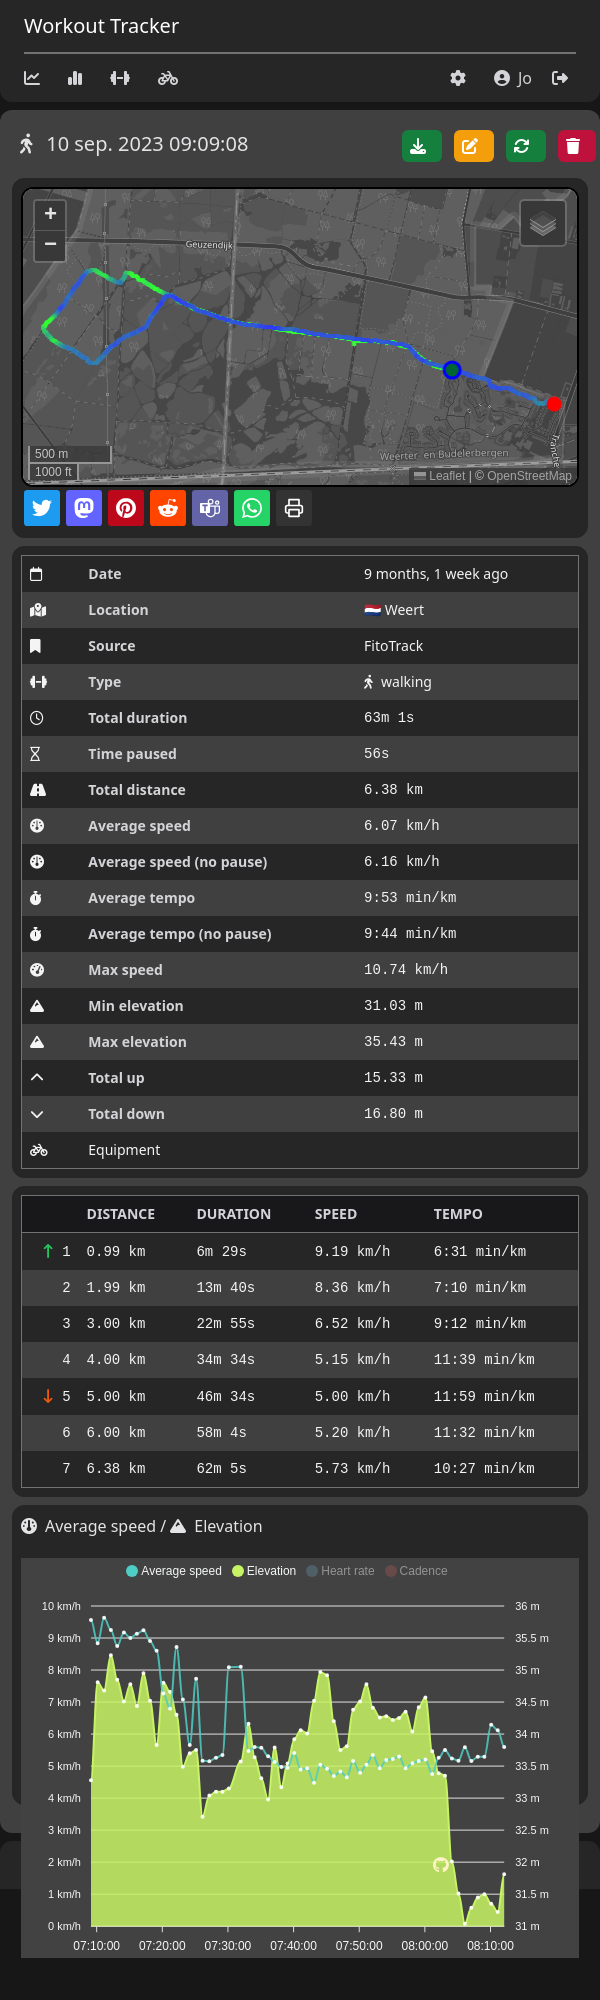 Workout Tracker
Jo
10 sep. 2023 09:09:08
+
−
Geuzendijk
500 m
1000 ft
Weerter- en Budelerbergen
Tranche
Leaflet | © OpenStreetMap
Date 9 months, 1 week ago
Location 🇳🇱 Weert
Source FitoTrack
Type walking
Total duration 63m 1s
Time paused 56s
Total distance 6.38 km
Average speed 6.07 km/h
Average speed (no pause) 6.16 km/h
Average tempo 9:53 min/km
Average tempo (no pause) 9:44 min/km
Max speed 10.74 km/h
Min elevation 31.03 m
Max elevation 35.43 m
Total up 15.33 m
Total down 16.80 m
Equipment
DISTANCE DURATION SPEED TEMPO
↑ 1 0.99 km 6m 29s 9.19 km/h 6:31 min/km
2 1.99 km 13m 40s 8.36 km/h 7:10 min/km
3 3.00 km 22m 55s 6.52 km/h 9:12 min/km
4 4.00 km 34m 34s 5.15 km/h 11:39 min/km
↓ 5 5.00 km 46m 34s 5.00 km/h 11:59 min/km
6 6.00 km 58m 4s 5.20 km/h 11:32 min/km
7 6.38 km 62m 5s 5.73 km/h 10:27 min/km
Average speed / Elevation
Average speed Elevation Heart rate Cadence
10 km/h 36 m
9 km/h 35.5 m
8 km/h 35 m
7 km/h 34.5 m
6 km/h 34 m
5 km/h 33.5 m
4 km/h 33 m
3 km/h 32.5 m
2 km/h 32 m
1 km/h 31.5 m
0 km/h 31 m
07:10:00 07:20:00 07:30:00 07:40:00 07:50:00 08:00:00 08:10:00